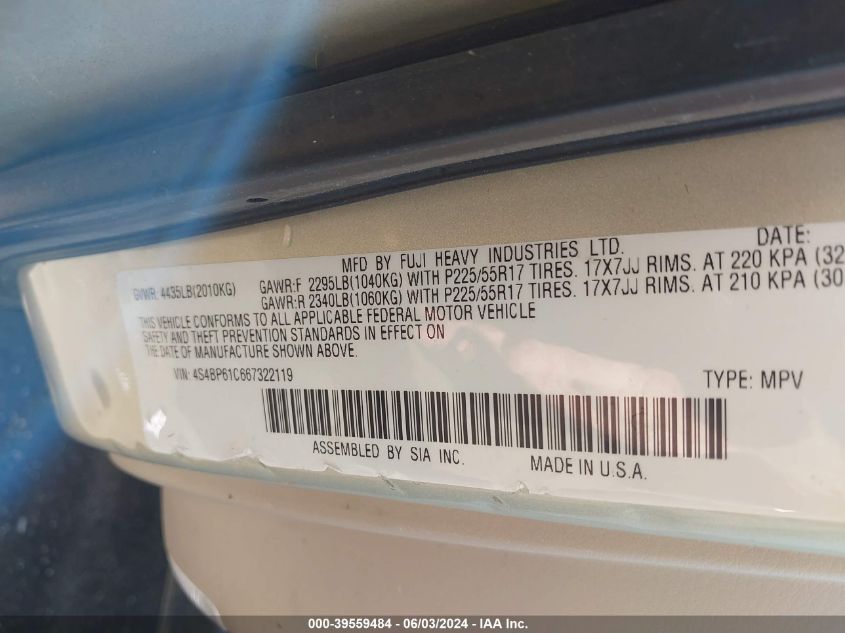 MFD BY FUJI HEAVY INDUSTRIES LTD. DATE:
GVWR: 4435LB(2010KG) GAWR:F 2295LB(1040KG) WITH P225/55R17 TIRES. 17X7JJ RIMS. AT 220 KPA (32
GAWR:R 2340LB(1060KG) WITH P225/55R17 TIRES. 17X7JJ RIMS. AT 210 KPA (30
THIS VEHICLE CONFORMS TO ALL APPLICABLE FEDERAL MOTOR VEHICLE
SAFETY AND THEFT PREVENTION STANDARDS IN EFFECT ON
THE DATE OF MANUFACTURE SHOWN ABOVE.
VIN: 4S4BP61C667322119 TYPE: MPV
ASSEMBLED BY SIA INC. MADE IN U.S.A.
000-39559484 - 06/03/2024 - IAA Inc.